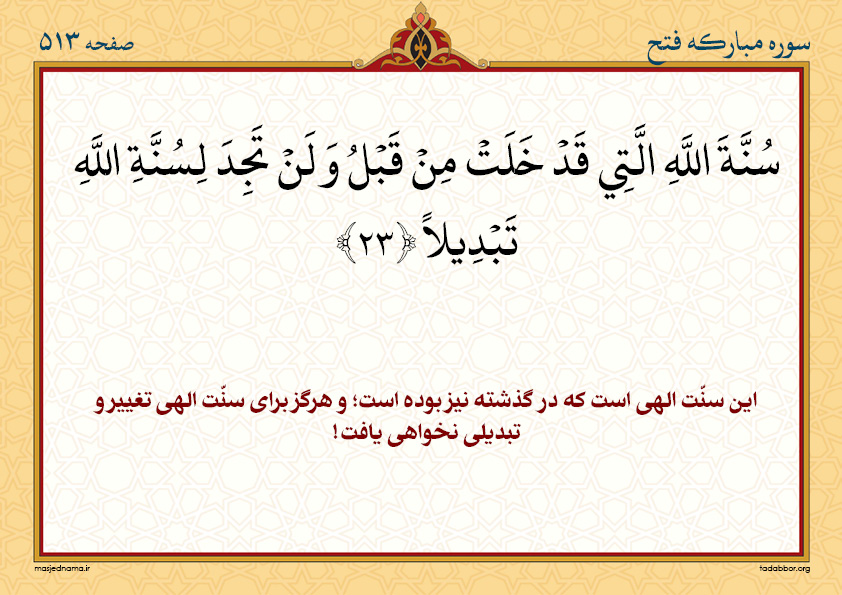 سوره مبارکه فتح
صفحه ۵۱۳
سُنَّةَ اللَّهِ الَّتِي قَدْ خَلَتْ مِنْ قَبْلُ وَلَنْ تَجِدَ لِسُنَّةِ اللَّهِ
تَبْدِيلاً ﴿۲۳﴾
این سنّت الهی است که در گذشته نیز بوده است؛ و هرگز برای سنّت الهی تغییر و
تبدیلی نخواهی یافت!
masjednama.ir
tadabbor.org